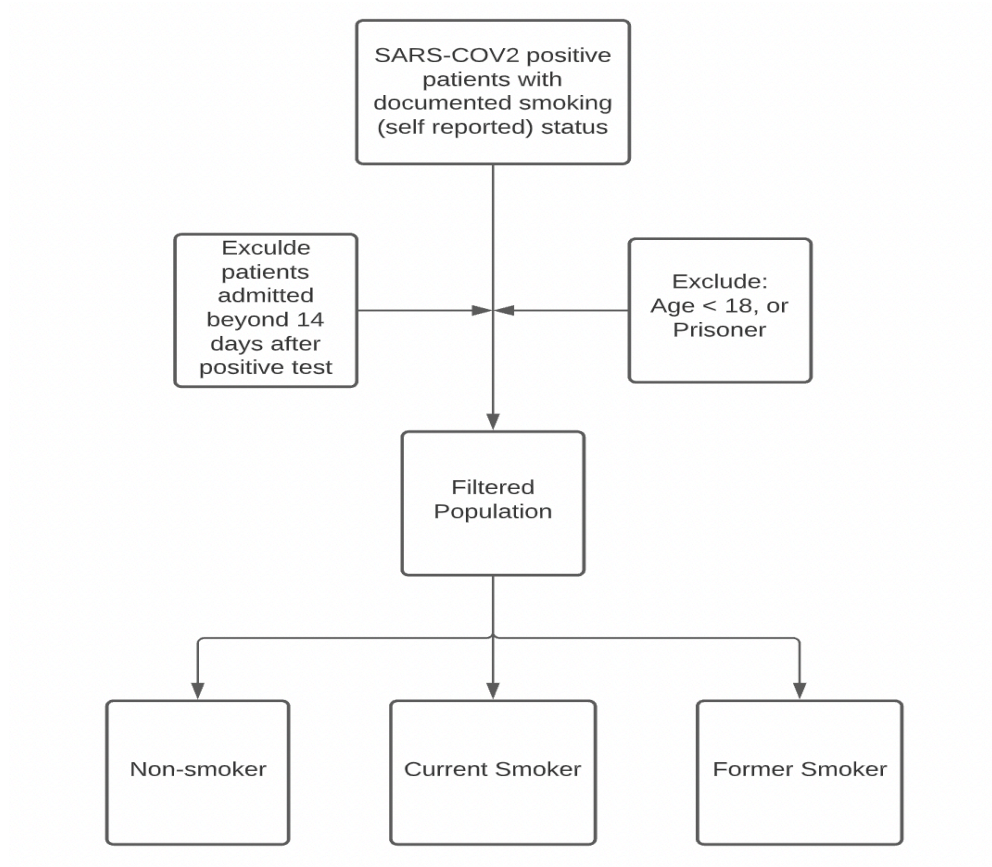 SARS-COV2 positive
patients with
documented smoking
(self reported) status
Exculde
patients
admitted
beyond 14
days after
positive test
Exclude:
Age < 18, or
Prisoner
Filtered
Population
Non-smoker
Current Smoker
Former Smoker